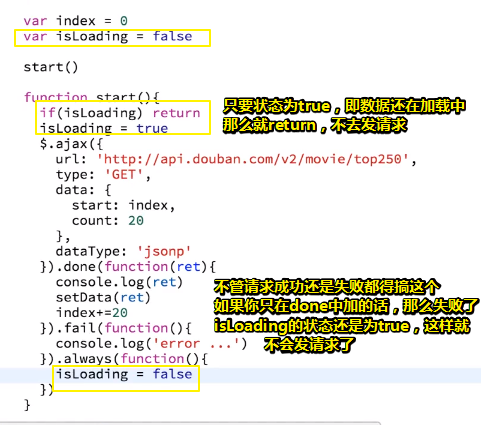 var index = 0
var isLoading = false
start()
function start(){
if(isLoading) return
只要状态为true，即数据还在加载中
isLoading = true
那么就return，不去发请求
$.ajax({
url: 'http://api.douban.com/v2/movie/top250',
type: 'GET',
data: {
start: index,
count: 20
},
dataType: 'jsonp'
}).done(function(ret){
console.log(ret)
setData(ret)
index+=20
}).fail(function(){
console.log('error ...')
}).always(function(){
isLoading = false
})
}
不管请求成功还是失败都得搞这个
如果你只在done中加的话，那么失败了
isLoading的状态还是为true，这样就
不会发请求了